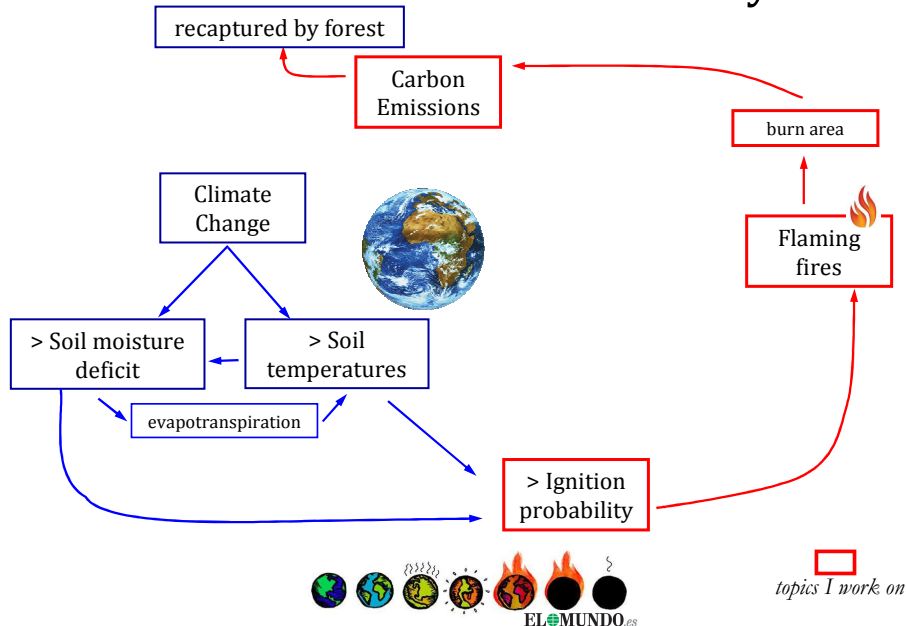 recaptured by forest
Carbon
Emissions
burn area
Climate
Change
Flaming
fires
> Soil moisture
deficit
> Soil
temperatures
evapotranspiration
> Ignition
probability
topics I work on
EL MUNDO.es